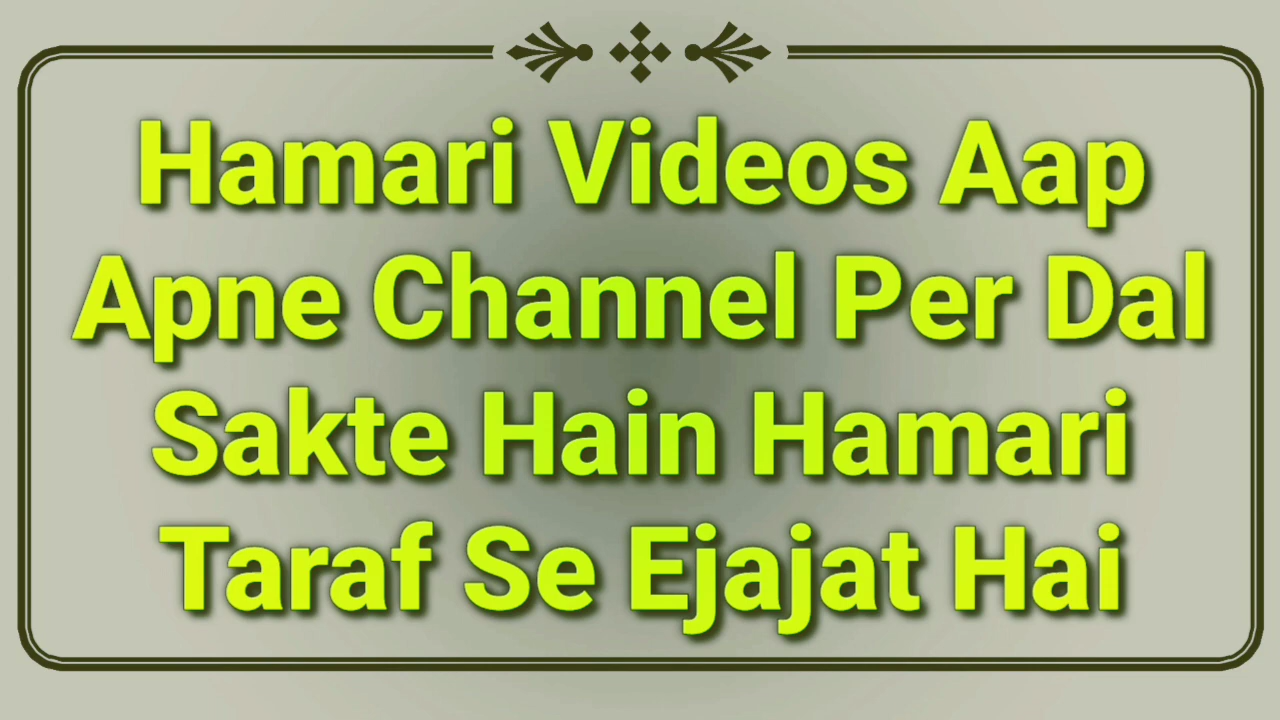 Hamari Videos Aap
Apne Channel Per Dal
Sakte Hain Hamari
Taraf Se Ejajat Hai